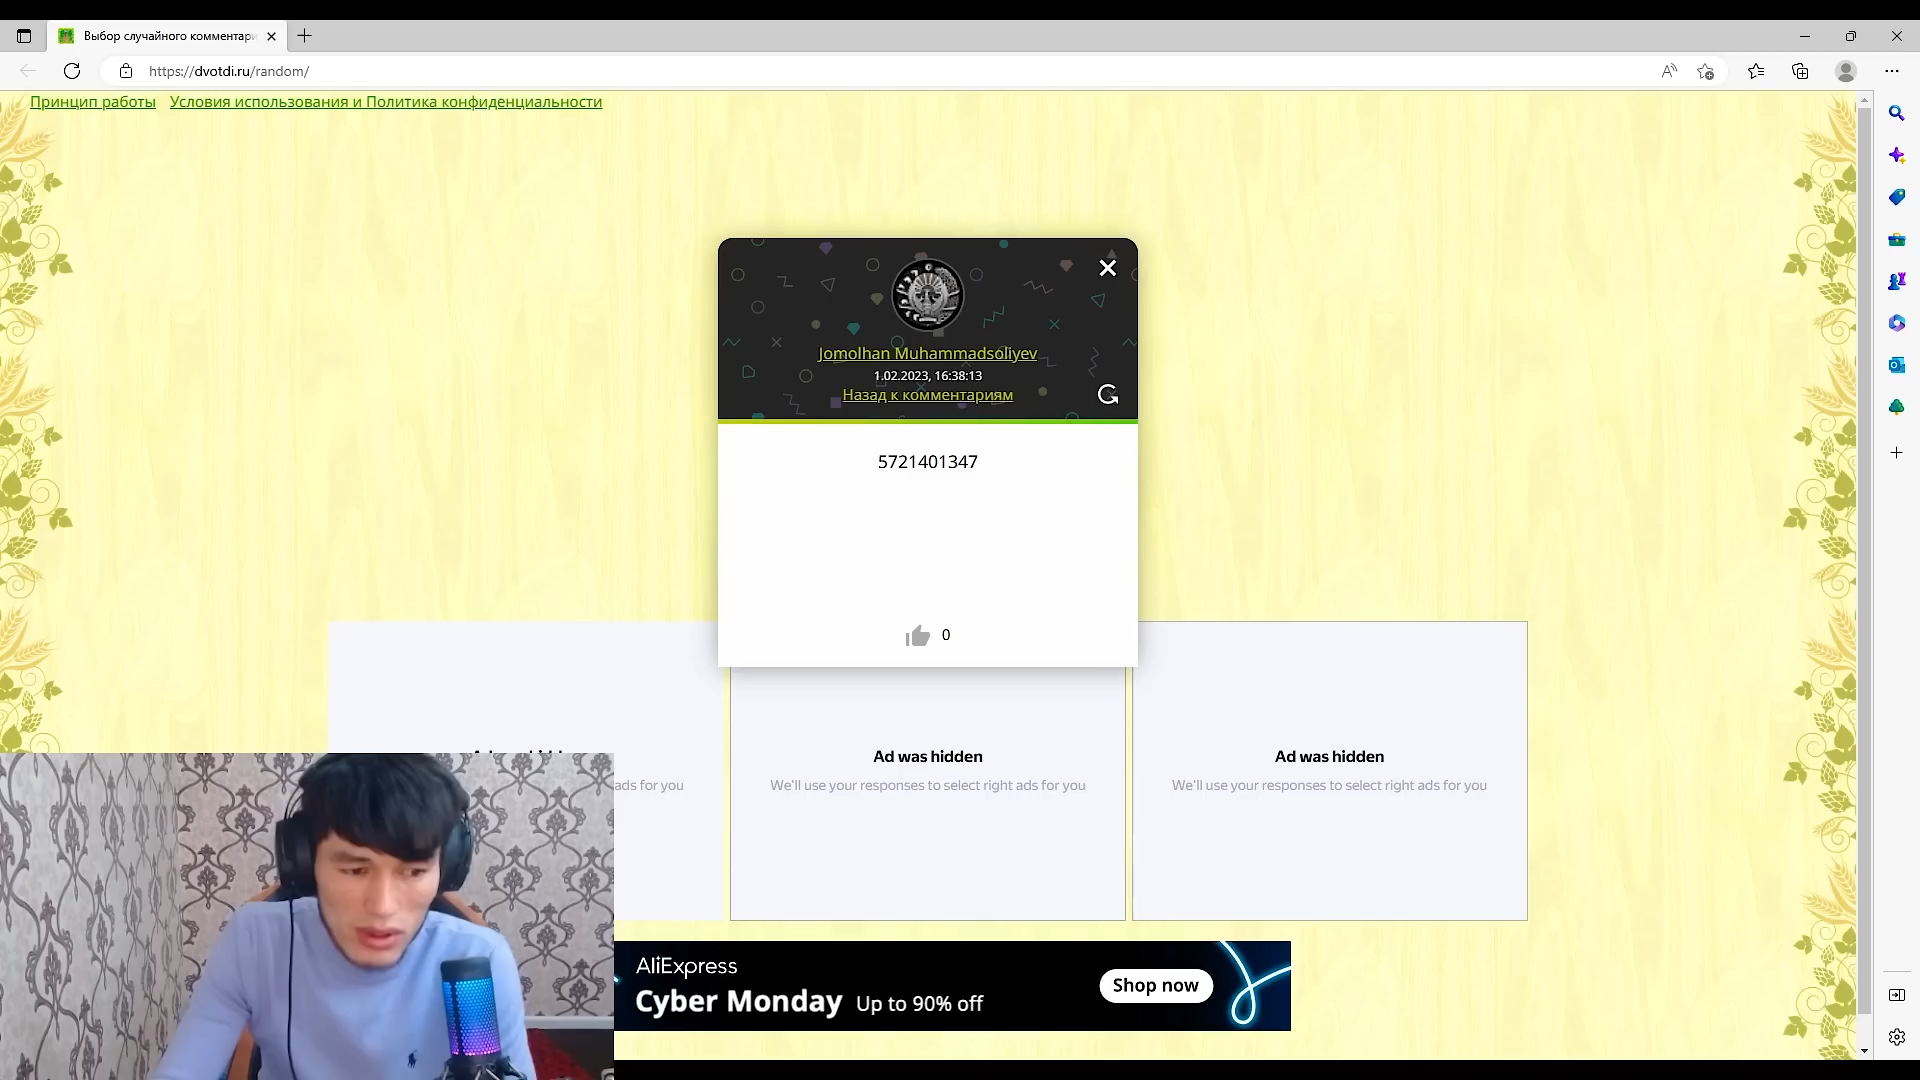 Выбор случайного комментари
https://dvotdi.ru/random/
Принцип работы Условия использования и Политика конфиденциальности
Jomolhan Muhammadsoliyev
1.02.2023, 16:38:13
Назад к комментариям
5721401347
0
Ad was hidden
Ad was hidden
ads for you
We'll use your responses to select right ads for you
We'll use your responses to select right ads for you
AliExpress
Cyber Monday Up to 90% off
Shop now